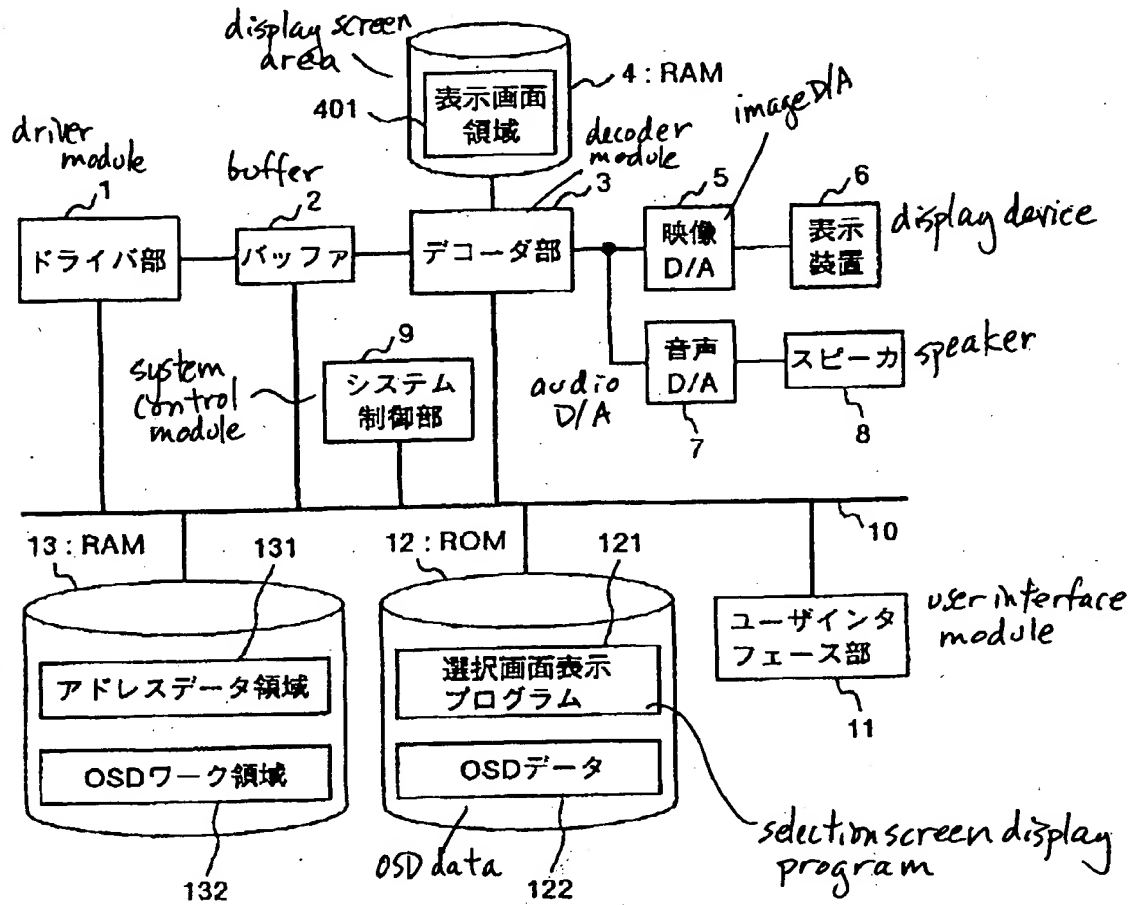 display screen
area
4 : RAM
401
表示画面
領域
image D/A
driver
module
1
ドライバ部
buffer
2
バッファ
decoder
module
3
デコーダ部
5
映像
D/A
6
表示
装置
display device
system
control
module
9
システム
制御部
audio
D/A
音声
D/A
7
スピーカ
8
speaker
10
13 : RAM
131
アドレスデータ領域
OSDワーク領域
132
12 : ROM
121
選択画面表示
プログラム
OSDデータ
122
OSD data
ユーザインタ
フェース部
11
user interface
module
selection screen display
program